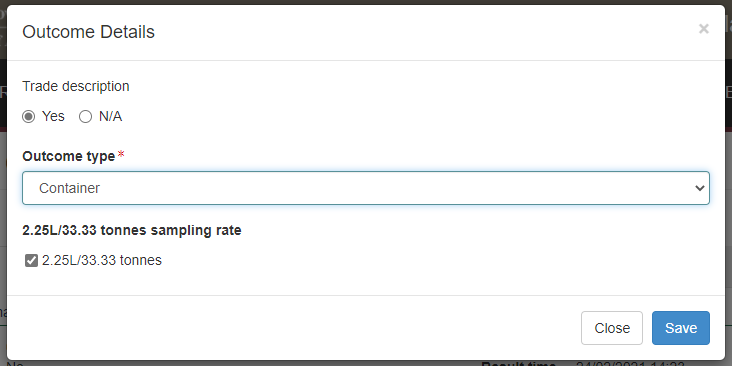 Outcome Details
×
Trade description
Yes N/A
Outcome type *
Container
2.25L/33.33 tonnes sampling rate
2.25L/33.33 tonnes
Close Save